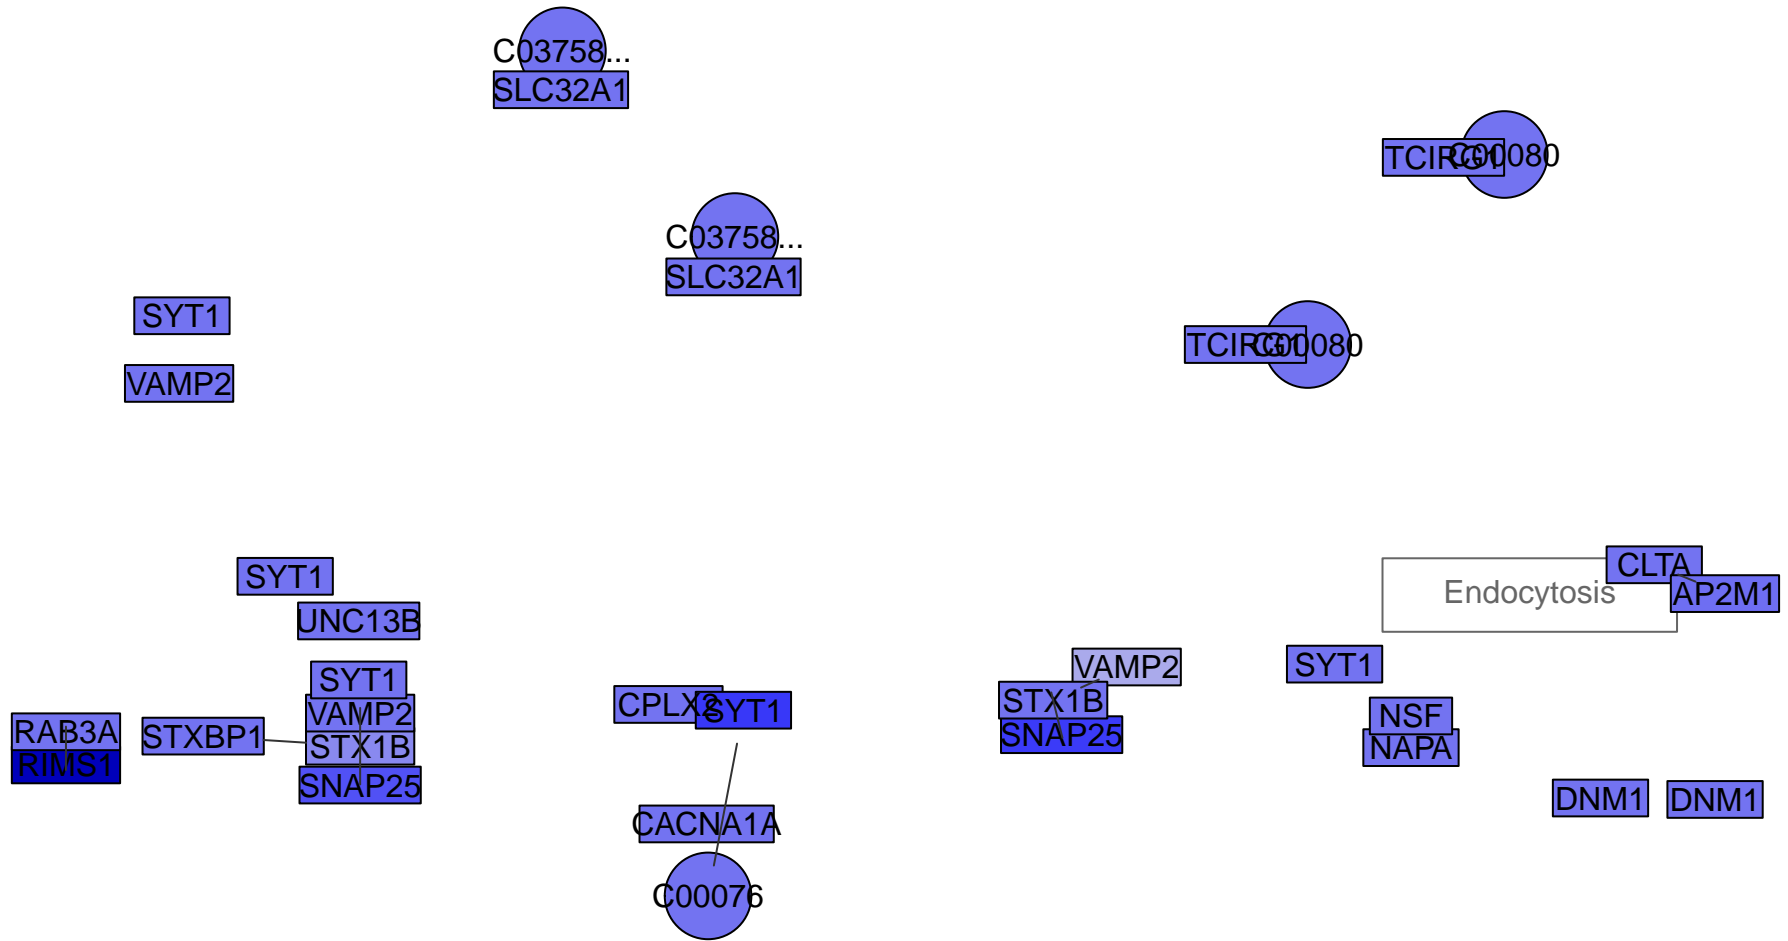 C03758...
SLC32A1
TCIRG1
C00080
C03758...
SLC32A1
SYT1
TCIRG1
C00080
VAMP2
SYT1
CLTA
Endocytosis
AP2M1
UNC13B
SYT1
VAMP2
SYT1
CPLX2
SYT1
STX1B
VAMP2
NSF
RAB3A
STXBP1
STX1B
SNAP25
NAPA
RIMS1
SNAP25
DNM1
DNM1
CACNA1A
C00076